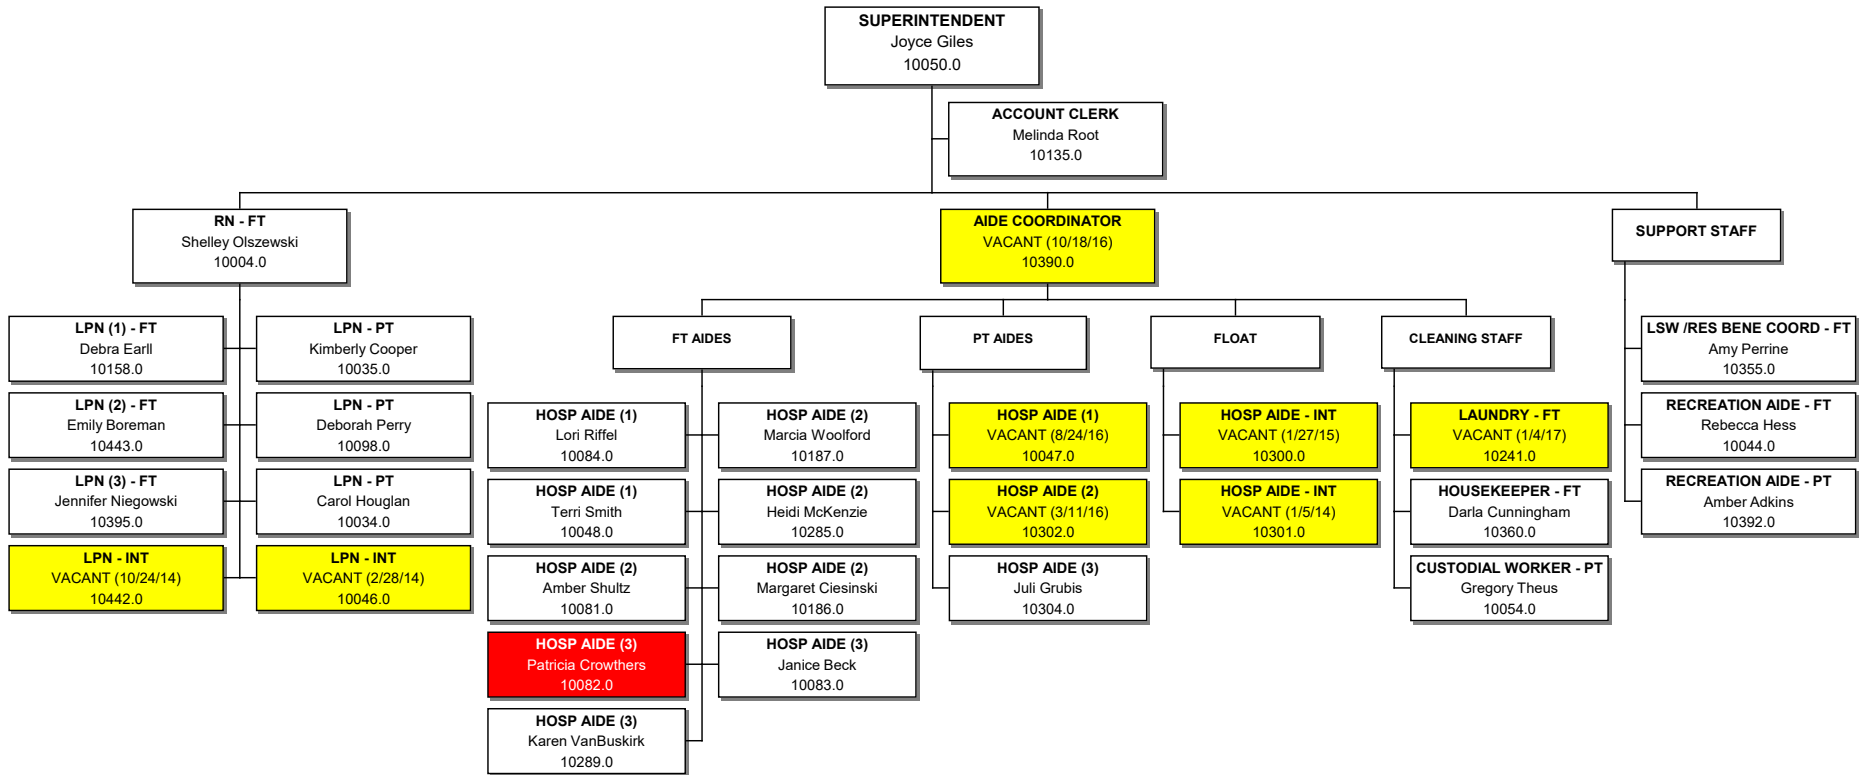 SUPERINTENDENT
Joyce Giles
10050.0
ACCOUNT CLERK
Melinda Root
10135.0
RN - FT
Shelley Olszewski
10004.0
AIDE COORDINATOR
VACANT (10/18/16)
10390.0
SUPPORT STAFF
LPN (1) - FT
Debra Earll
10158.0
LPN - PT
Kimberly Cooper
10035.0
LPN (2) - FT
Emily Boreman
10443.0
LPN - PT
Deborah Perry
10098.0
LPN (3) - FT
Jennifer Niegowski
10395.0
LPN - PT
Carol Houglan
10034.0
LPN - INT
VACANT (10/24/14)
10442.0
LPN - INT
VACANT (2/28/14)
10046.0
FT AIDES
HOSP AIDE (1)
Lori Riffel
10084.0
HOSP AIDE (2)
Marcia Woolford
10187.0
HOSP AIDE (1)
Terri Smith
10048.0
HOSP AIDE (2)
Heidi McKenzie
10285.0
HOSP AIDE (2)
Amber Shultz
10081.0
HOSP AIDE (2)
Margaret Ciesinski
10186.0
HOSP AIDE (3)
Patricia Crowthers
10082.0
HOSP AIDE (3)
Janice Beck
10083.0
HOSP AIDE (3)
Karen VanBuskirk
10289.0
PT AIDES
HOSP AIDE (1)
VACANT (8/24/16)
10047.0
HOSP AIDE (2)
VACANT (3/11/16)
10302.0
HOSP AIDE (3)
Juli Grubis
10304.0
FLOAT
HOSP AIDE - INT
VACANT (1/27/15)
10300.0
HOSP AIDE - INT
VACANT (1/5/14)
10301.0
CLEANING STAFF
LAUNDRY - FT
VACANT (1/4/17)
10241.0
HOUSEKEEPER - FT
Darla Cunningham
10360.0
CUSTODIAL WORKER - PT
Gregory Theus
10054.0
LSW /RES BENE COORD - FT
Amy Perrine
10355.0
RECREATION AIDE - FT
Rebecca Hess
10044.0
RECREATION AIDE - PT
Amber Adkins
10392.0